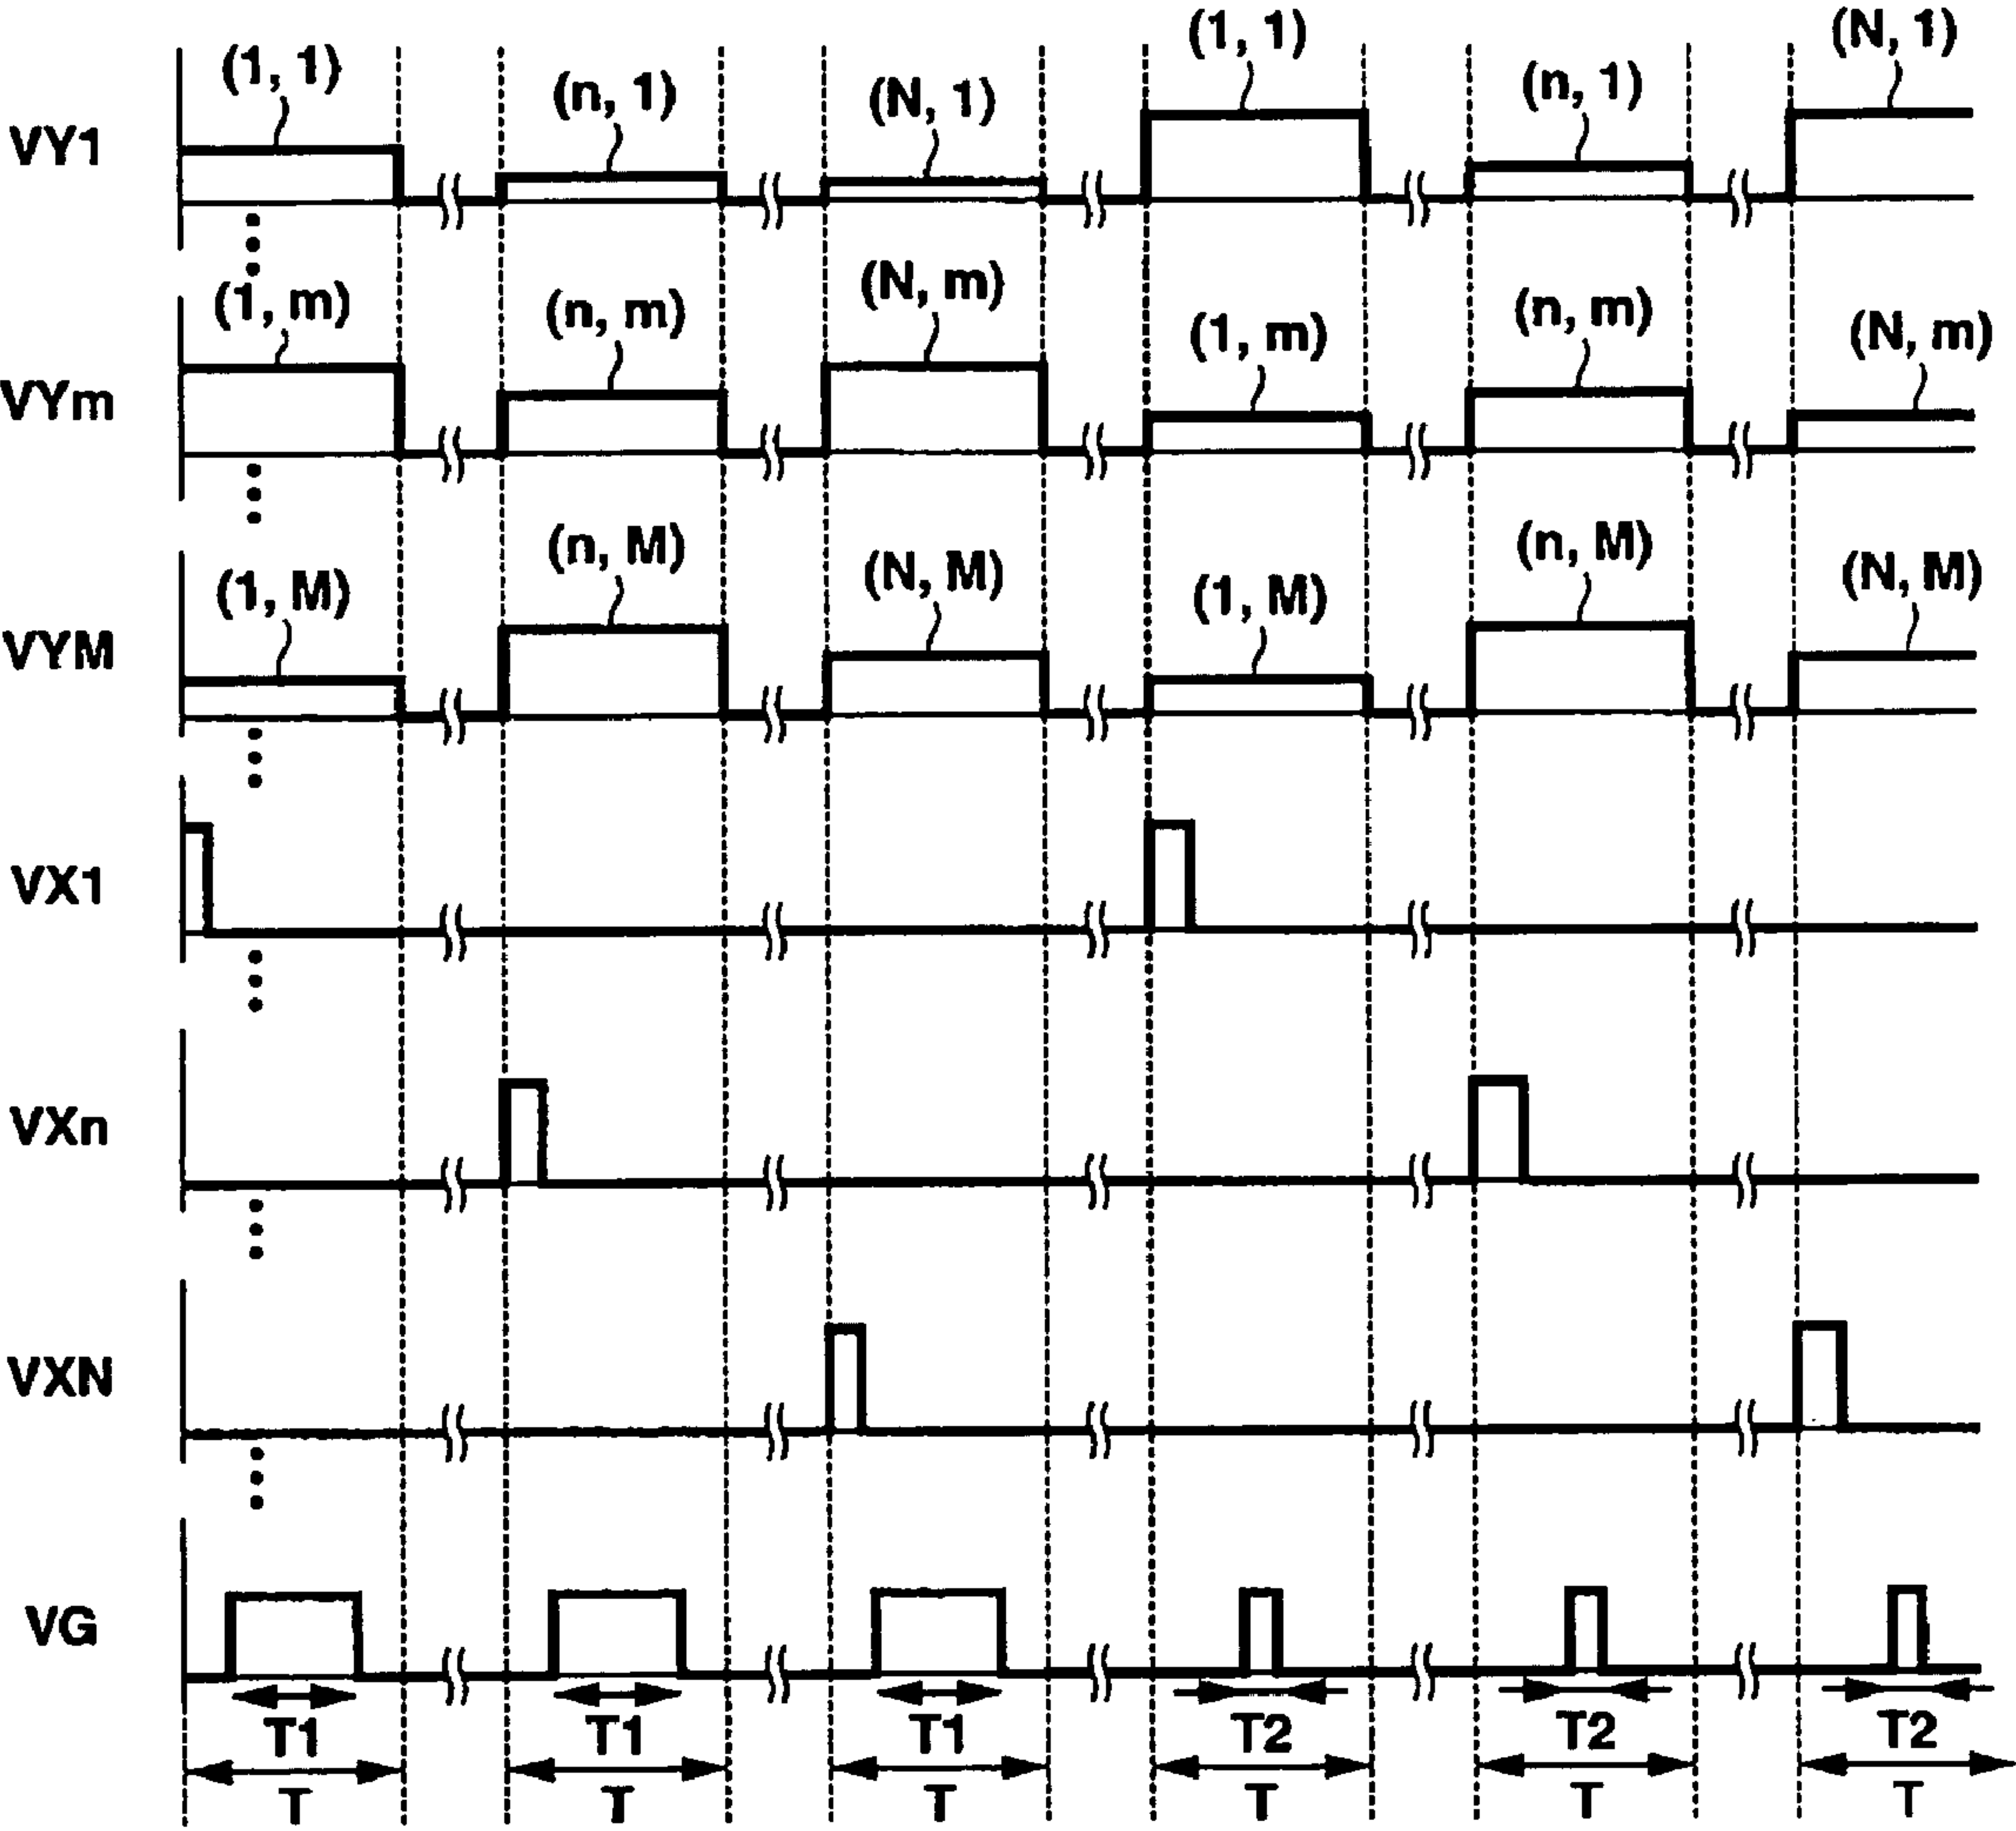 (1, 1) (n, 1) (N, 1) (1, 1) (n, 1) (N, 1)
VY1
(1, m) (n, m) (N, m) (1, m) (n, m) (N, m)
VYm
(1, M) (n, M) (N, M) (1, M) (n, M) (N, M)
VYM
VX1
VXn
VXN
VG
T1 T1 T1 T2 T2 T2
T T T T T T